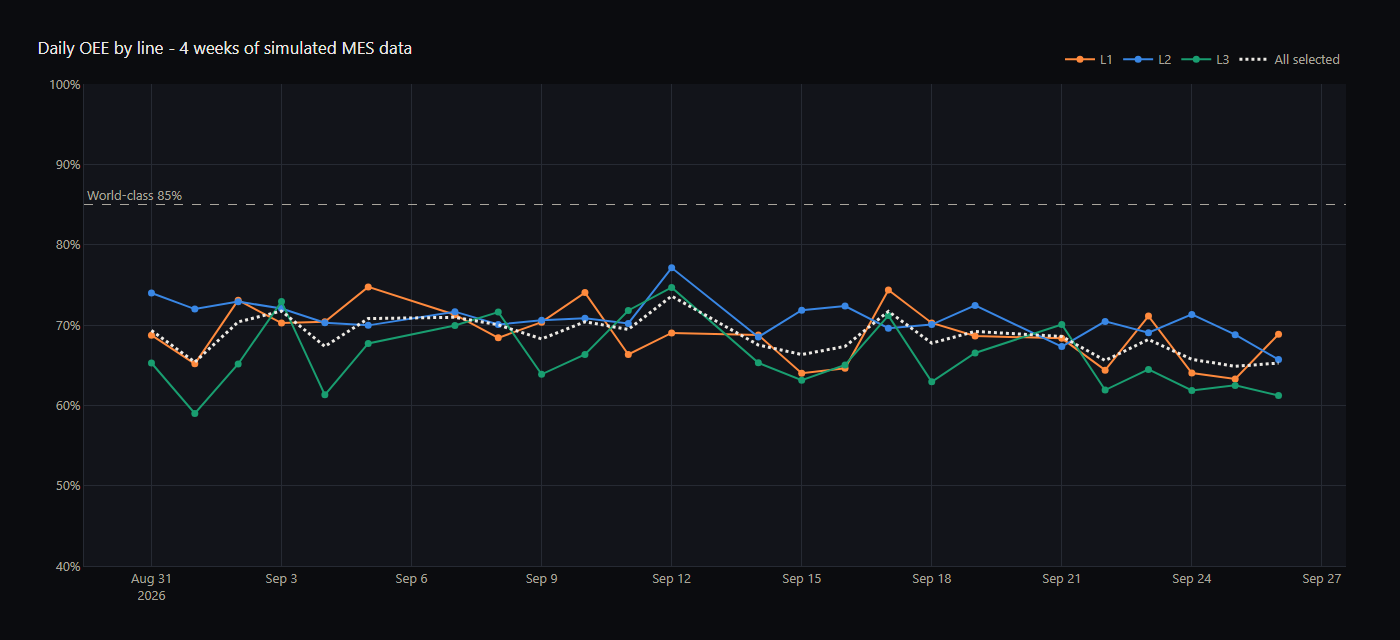 Daily OEE by line - 4 weeks of simulated MES data
L1 L2 L3 All selected
100%
90%
World-class 85%
80%
70%
60%
50%
40%
Aug 31 Sep 3 Sep 6 Sep 9 Sep 12 Sep 15 Sep 18 Sep 21 Sep 24 Sep 27
2026